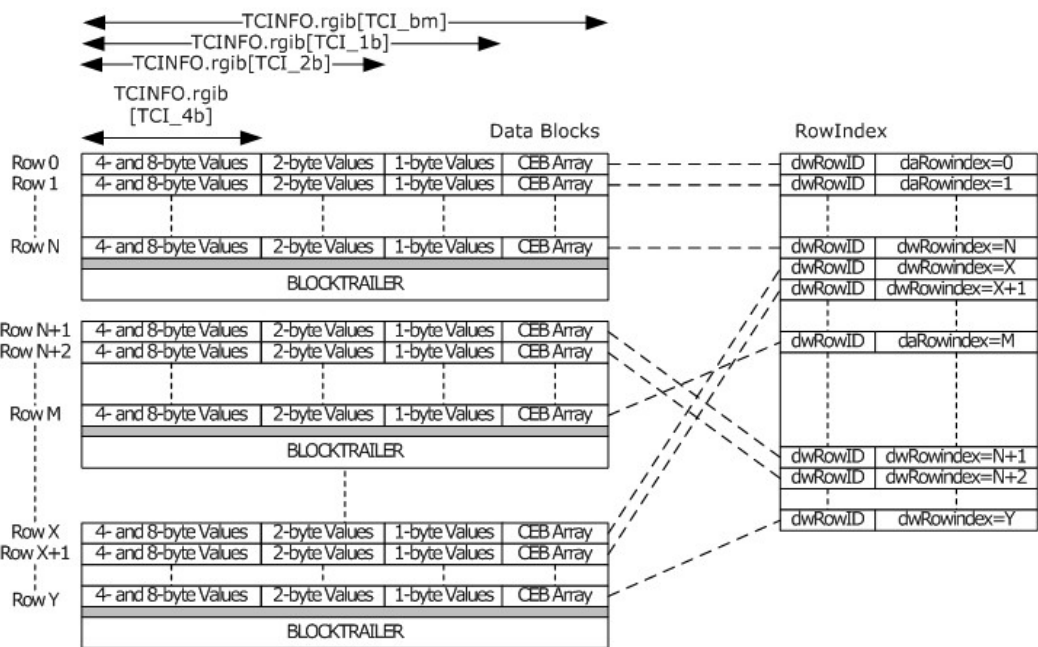 TCINFO.rgib[TCI_bm]
TCINFO.rgib[TCI_1b]
TCINFO.rgib[TCI_2b]
TCINFO.rgib
[TCI_4b]
Data Blocks RowIndex
Row 0 4- and 8-byte Values 2-byte Values 1-byte Values CEB Array dwRowID daRowindex=0
Row 1 4- and 8-byte Values 2-byte Values 1-byte Values CEB Array dwRowID daRowindex=1
Row N 4- and 8-byte Values 2-byte Values 1-byte Values CEB Array dwRowID dwRowindex=N
dwRowID dwRowindex=X
BLOCKTRAILER dwRowID dwRowindex=X+1
Row N+1 4- and 8-byte Values 2-byte Values 1-byte Values CEB Array
Row N+2 4- and 8-byte Values 2-byte Values 1-byte Values CEB Array dwRowID daRowindex=M
Row M 4- and 8-byte Values 2-byte Values 1-byte Values CEB Array
BLOCKTRAILER dwRowID dwRowindex=N+1
dwRowID dwRowindex=N+2
Row X 4- and 8-byte Values 2-byte Values 1-byte Values CEB Array dwRowID dwRowindex=Y
Row X+1 4- and 8-byte Values 2-byte Values 1-byte Values CEB Array
Row Y 4- and 8-byte Values 2-byte Values 1-byte Values CEB Array
BLOCKTRAILER